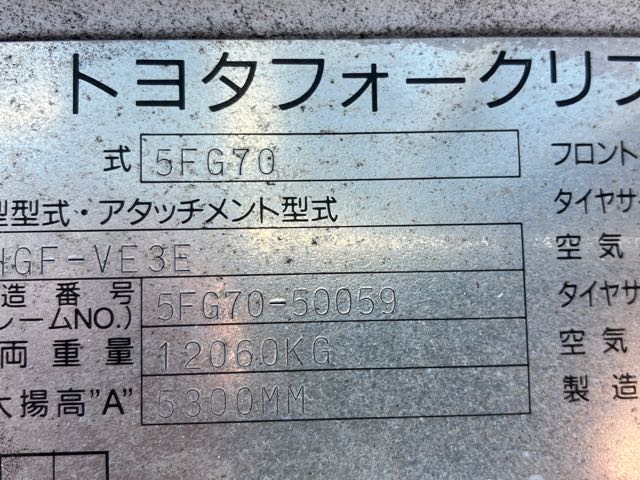 トヨタフォークリフ
式 5FG70 フロント
型式・アタッチメント型式 タイヤサイ
HGF-VE3E 空気
造番号 5FG70-50059 タイヤサ
レームNO.)
両重量 12060KG 空気
大揚高"A" 5300MM 製造